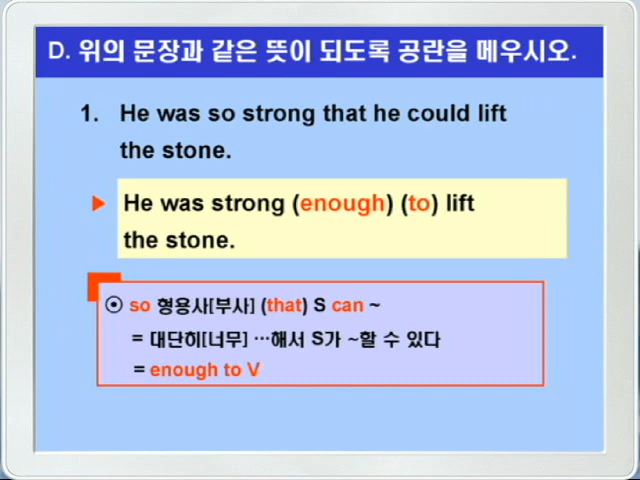 D. 위의 문장과 같은 뜻이 되도록 공란을 메우시오.
1. He was so strong that he could lift
the stone.
▶ He was strong (enough) (to) lift
the stone.
⊙ so 형용사[부사] (that) S can ~
= 대단히[너무] …해서 S가 ~할 수 있다
= enough to V